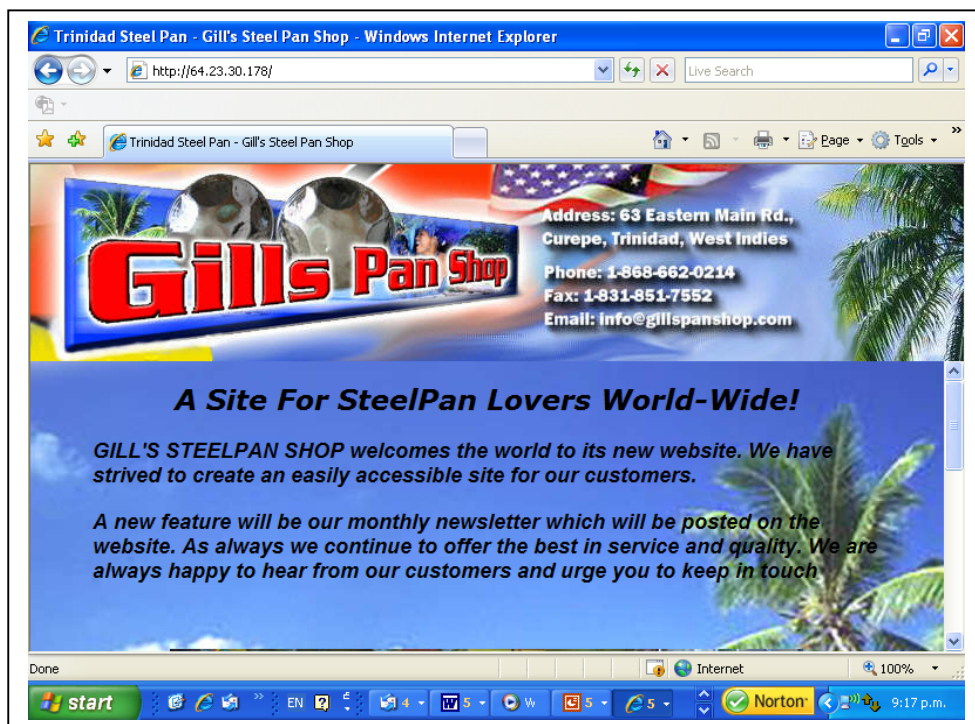 Trinidad Steel Pan - Gill's Steel Pan Shop - Windows Internet Explorer
http://64.23.30.178/
Live Search
Trinidad Steel Pan - Gill's Steel Pan Shop
Page
Tools
Gills Pan Shop
Address: 63 Eastern Main Rd.,
Curepe, Trinidad, West Indies
Phone: 1-868-662-0214
Fax: 1-831-851-7552
Email: info@gillspanshop.com
A Site For SteelPan Lovers World-Wide!
GILL'S STEELPAN SHOP welcomes the world to its new website. We have
strived to create an easily accessible site for our customers.
A new feature will be our monthly newsletter which will be posted on the
website. As always we continue to offer the best in service and quality. We are
always happy to hear from our customers and urge you to keep in touch
Done
Internet
100%
start
EN
4
5
W
5
5
Norton
9:17 p.m.